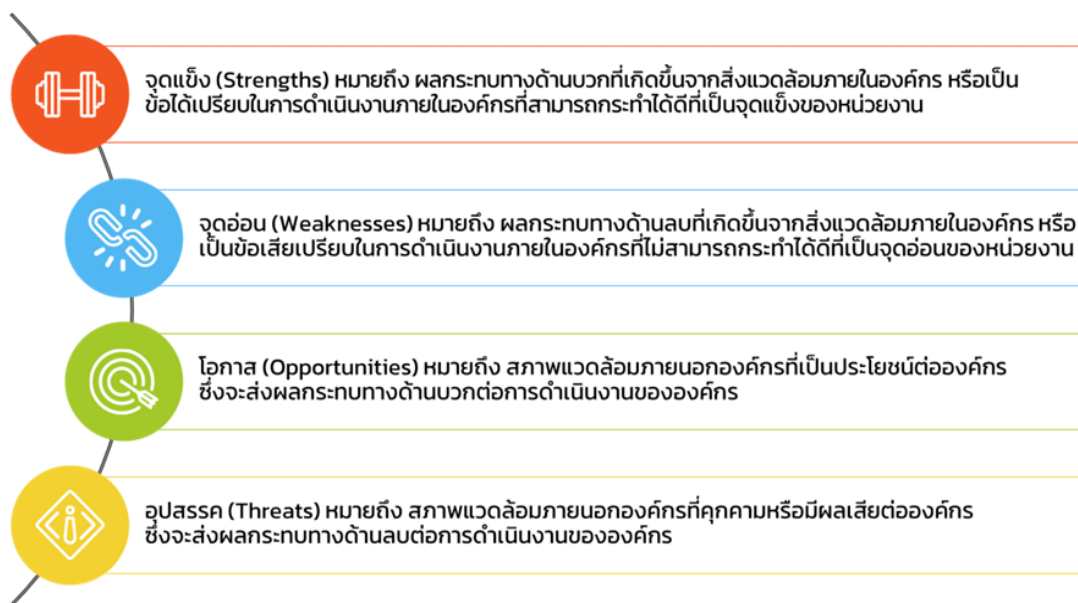 จุดแข็ง (Strengths) หมายถึง ผลกระทบทางด้านบวกที่เกิดขึ้นจากสิ่งแวดล้อมภายในองค์กร หรือเป็น
ข้อได้เปรียบในการดำเนินงานภายในองค์กรที่สามารถกระทำได้ดีที่เป็นจุดแข็งของหน่วยงาน
จุดอ่อน (Weaknesses) หมายถึง ผลกระทบทางด้านลบที่เกิดขึ้นจากสิ่งแวดล้อมภายในองค์กร หรือ
เป็นข้อเสียเปรียบในการดำเนินงานภายในองค์กรที่ไม่สามารถกระทำได้ดีที่เป็นจุดอ่อนของหน่วยงาน
โอกาส (Opportunities) หมายถึง สภาพแวดล้อมภายนอกองค์กรที่เป็นประโยชน์ต่อองค์กร
ซึ่งจะส่งผลกระทบทางด้านบวกต่อการดำเนินงานขององค์กร
อุปสรรค (Threats) หมายถึง สภาพแวดล้อมภายนอกองค์กรที่คุกคามหรือมีผลเสียต่อองค์กร
ซึ่งจะส่งผลกระทบทางด้านลบต่อการดำเนินงานขององค์กร